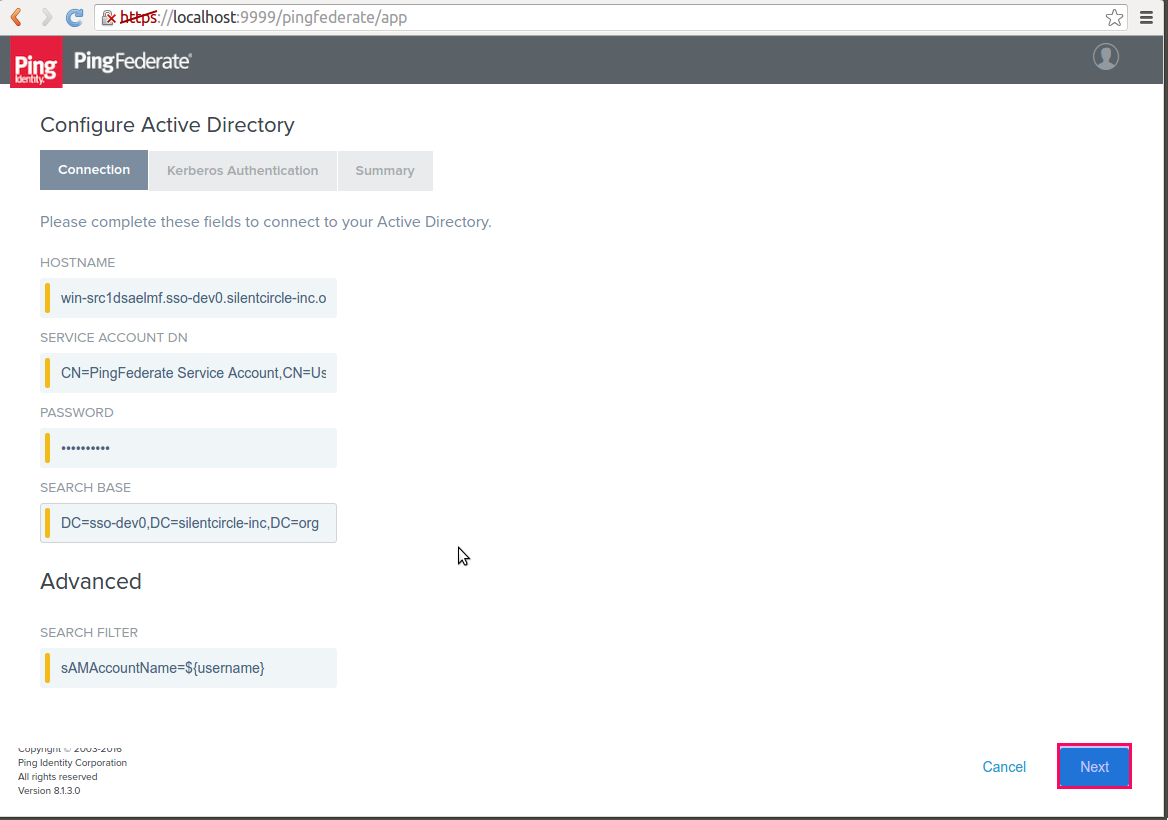 https://localhost:9999/pingfederate/app
Ping
Identity.
PingFederate®
Configure Active Directory
Connection
Kerberos Authentication
Summary
Please complete these fields to connect to your Active Directory.
HOSTNAME
win-src1dsaelmf.sso-dev0.silentcircle-inc.o
SERVICE ACCOUNT DN
CN=PingFederate Service Account,CN=Us
PASSWORD
••••••••••
SEARCH BASE
DC=sso-dev0,DC=silentcircle-inc,DC=org
Advanced
SEARCH FILTER
sAMAccountName=${username}
Copyright © 2003-2016
Ping Identity Corporation
All rights reserved
Version 8.1.3.0
Cancel
Next